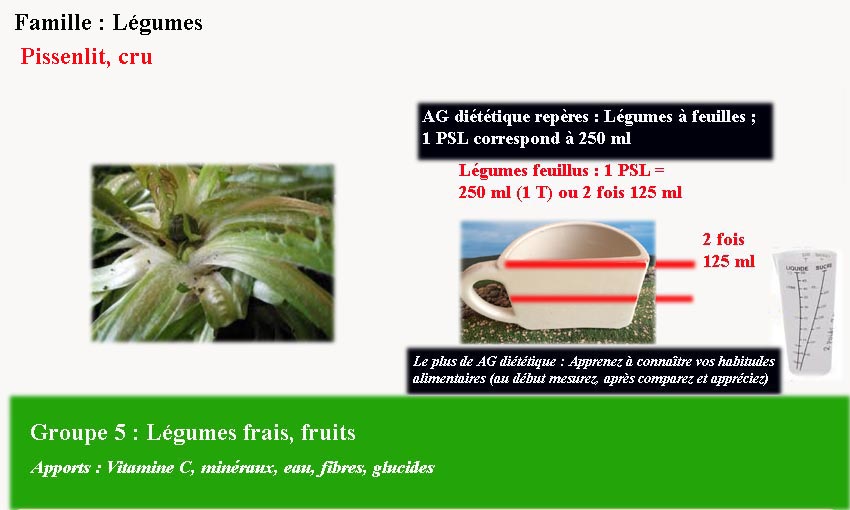 Famille : Légumes
Pissenlit, cru
AG diététique repères : Légumes à feuilles ;
1 PSL correspond à 250 ml
Légumes feuillus : 1 PSL =
250 ml (1 T) ou 2 fois 125 ml
2 fois
125 ml
LIQUIDE SUCRE
Le plus de AG diététique : Apprenez à connaître vos habitudes
alimentaires (au début mesurez, après comparez et appréciez)
Groupe 5 : Légumes frais, fruits
Apports : Vitamine C, minéraux, eau, fibres, glucides